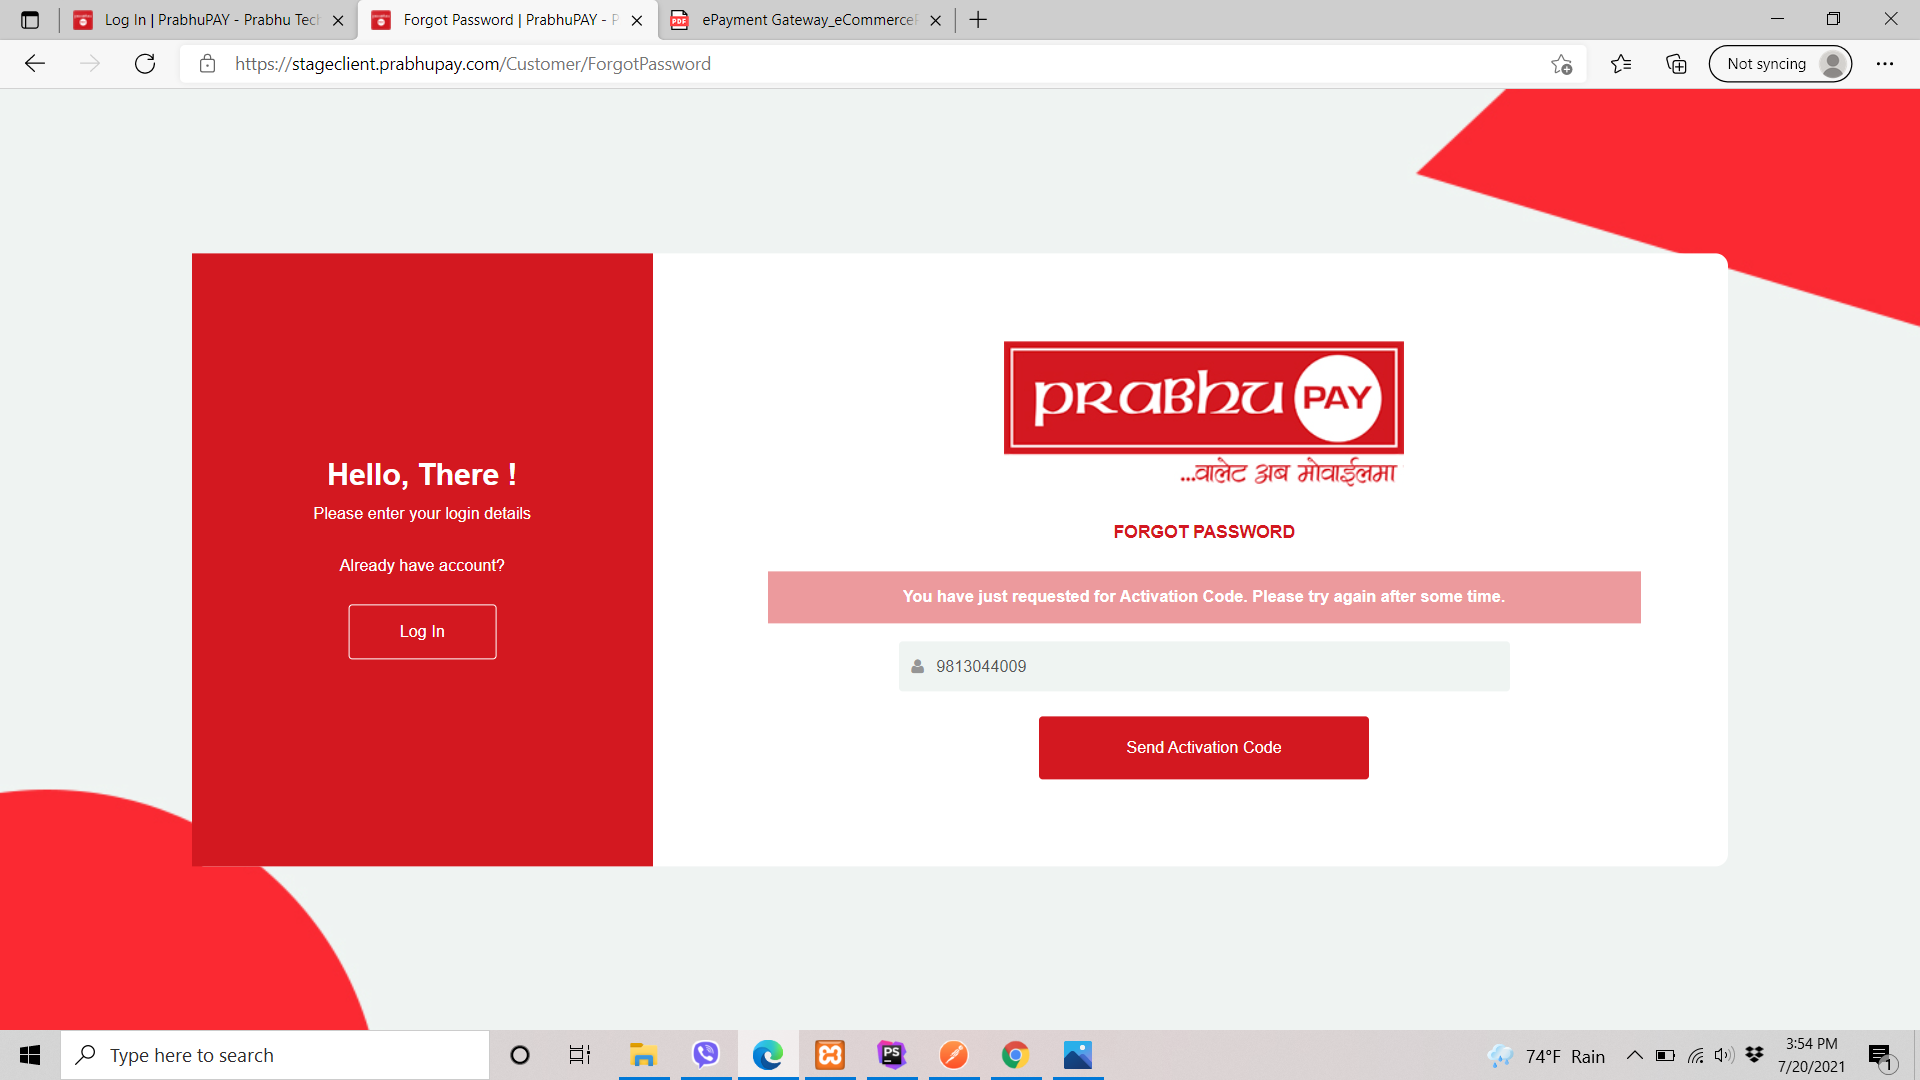 Log In | PrabhuPAY - Prabhu Tec
Forgot Password | PrabhuPAY - P
ePayment Gateway_eCommerce
https://stageclient.prabhupay.com/Customer/ForgotPassword
Not syncing
PRABHU PAY
...वालेट अब मोवाईलमा
Hello, There !
Please enter your login details
Already have account?
Log In
FORGOT PASSWORD
You have just requested for Activation Code. Please try again after some time.
9813044009
Send Activation Code
Type here to search
PS
74°F Rain
3:54 PM
7/20/2021
1